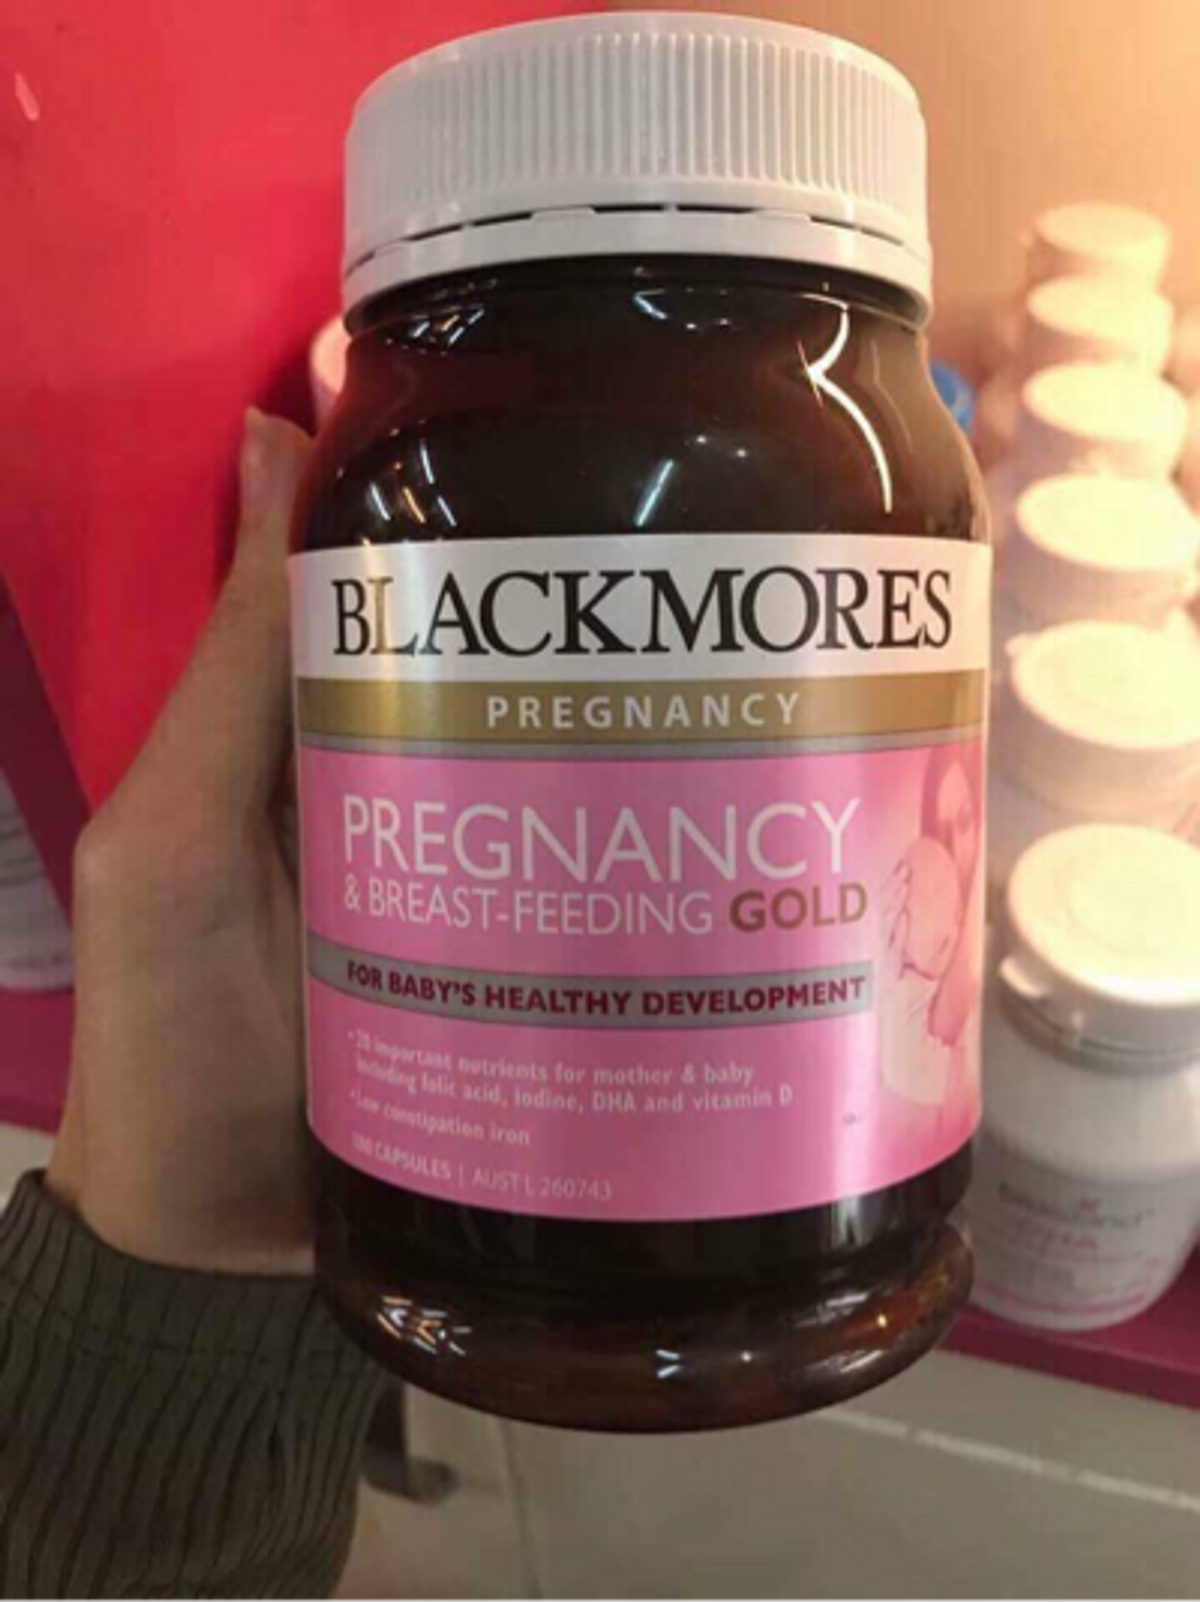 BLACKMORES
PREGNANCY
PREGNANCY
& BREAST-FEEDING GOLD
FOR BABY'S HEALTHY DEVELOPMENT
• 20 important nutrients for mother & baby
including folic acid, iodine, DHA and vitamin D
• Low constipation iron
180 CAPSULES | AUST L 260743
DHA